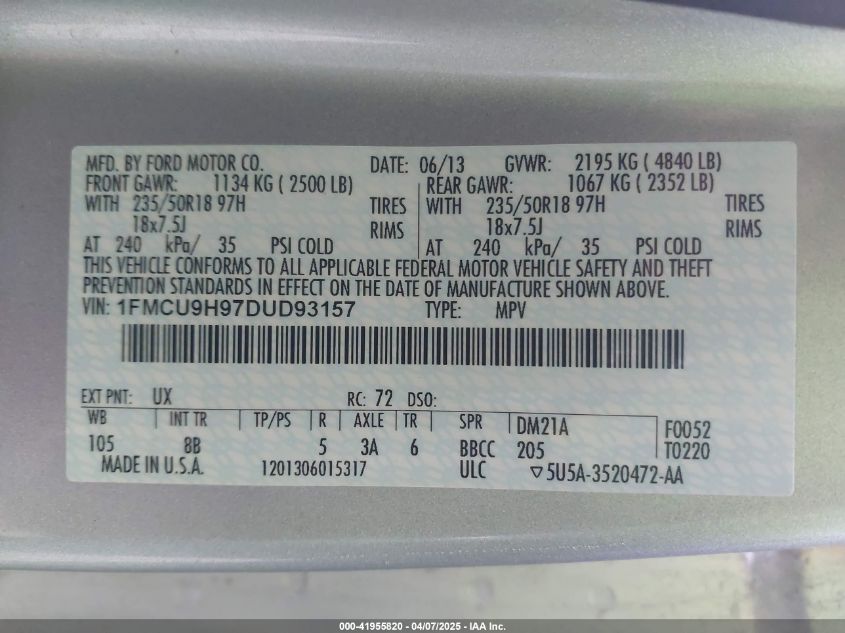 MFD. BY FORD MOTOR CO. DATE: 06/13 GVWR: 2195 KG ( 4840 LB)
FRONT GAWR: 1134 KG ( 2500 LB) REAR GAWR: 1067 KG ( 2352 LB)
WITH 235/50R18 97H TIRES WITH 235/50R18 97H TIRES
18x7.5J RIMS 18x7.5J RIMS
AT 240 kPa/ 35 PSI COLD AT 240 kPa/ 35 PSI COLD
THIS VEHICLE CONFORMS TO ALL APPLICABLE FEDERAL MOTOR VEHICLE SAFETY AND THEFT
PREVENTION STANDARDS IN EFFECT ON THE DATE OF MANUFACTURE SHOWN ABOVE.
VIN: 1FMCU9H97DUD93157 TYPE: MPV
EXT PNT: UX RC: 72 DSO:
WB INT TR TP/PS R AXLE TR SPR DM21A F0052
105 8B 5 3A 6 BBCC 205 T0220
MADE IN U.S.A. 1201306015317 ULC ▽5U5A-3520472-AA
000-41955820 - 04/07/2025 - IAA Inc.